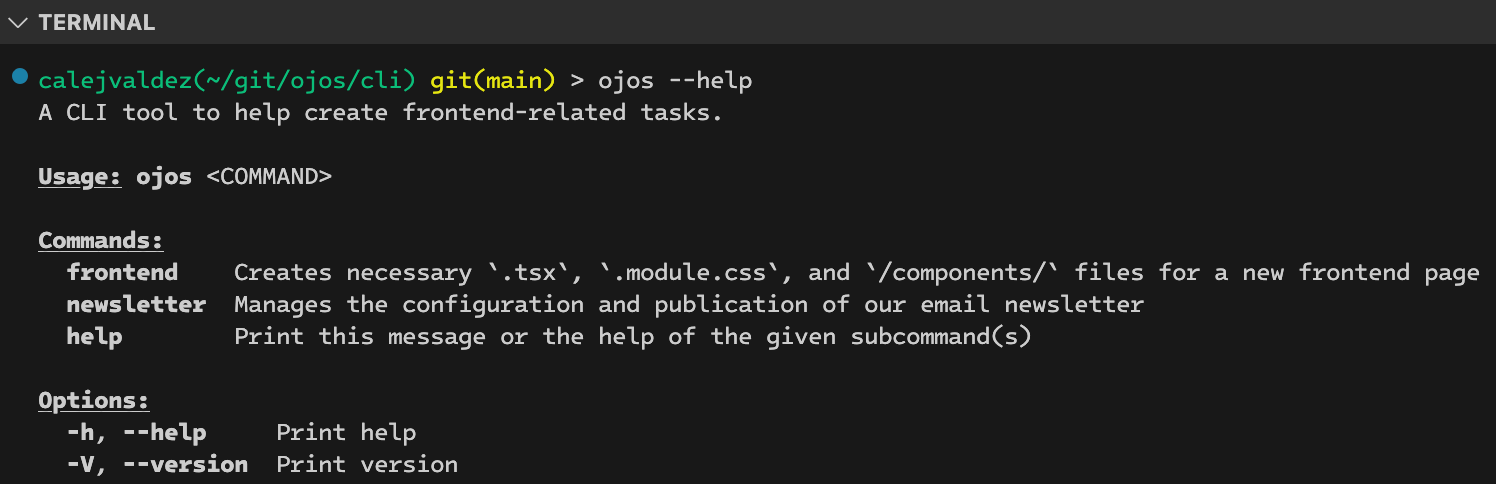 TERMINAL
calejvaldez(~/git/ojos/cli) git(main) > ojos --help
A CLI tool to help create frontend-related tasks.
Usage: ojos <COMMAND>
Commands:
frontend    Creates necessary `.tsx`, `.module.css`, and `/components/` files for a new frontend page
newsletter  Manages the configuration and publication of our email newsletter
help        Print this message or the help of the given subcommand(s)
Options:
-h, --help     Print help
-V, --version  Print version